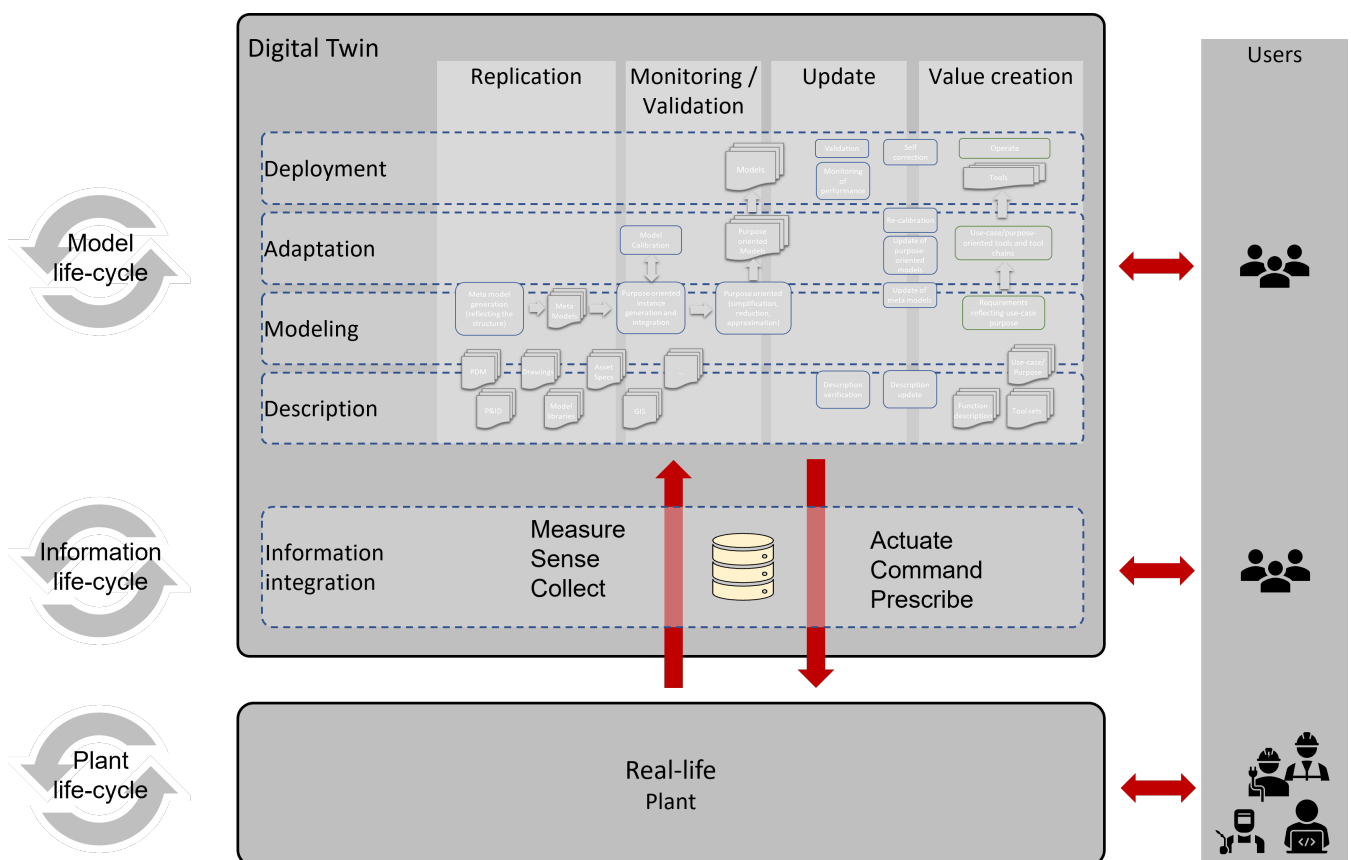 Digital Twin
Users
Replication
Monitoring /
Validation
Update
Value creation
Deployment
Models
Validation
Monitoring
of
performance
Self
correction
Operate
Tools
Model
life-cycle
Adaptation
Model
Calibration
Purpose
oriented
Models
Re-calibration
Update of
purpose-
oriented
models
Use-case/purpose-
oriented tools and tool
chains
Modeling
Meta model
generation
(reflecting the
structure)
Meta
Models
Purpose oriented
instance
generation and
integration
Purpose oriented
(simplification,
reduction,
approximation)
Update of
meta models
Requirements
reflecting use-case
purpose
Description
PDM
Drawings
Asset
Specs
...
P&ID
Model
libraries
GIS
Description
verification
Description
update
Use-case/
Purpose
Function
description
Tool sets
Information
life-cycle
Information
integration
Measure
Sense
Collect
Actuate
Command
Prescribe
Plant
life-cycle
Real-life
Plant